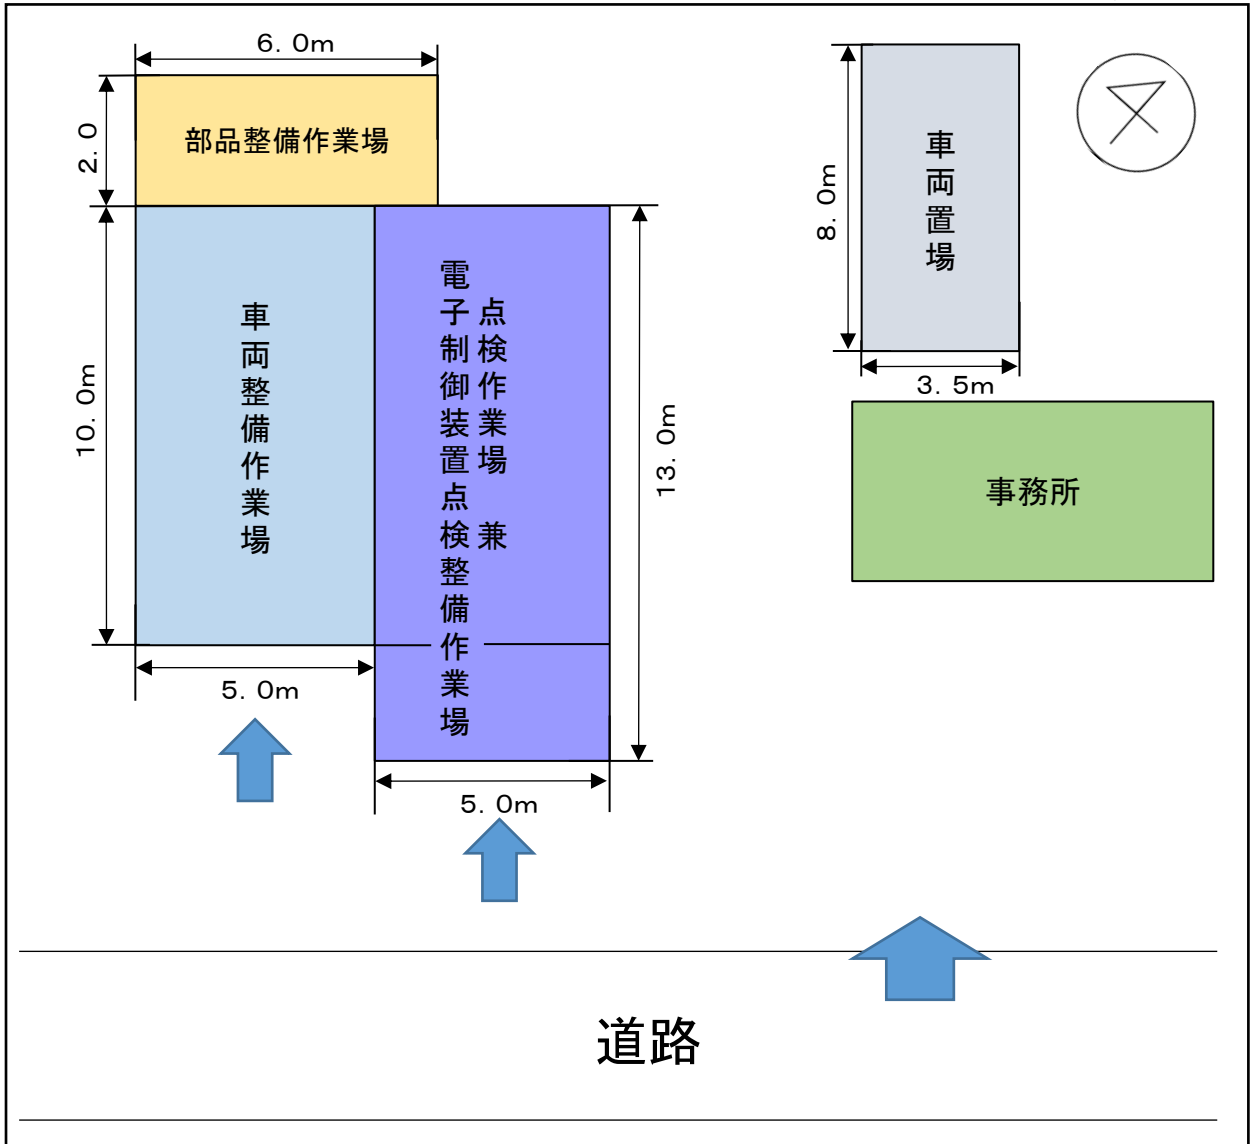 6.0m
2.0
部品整備作業場
10.0m
車両整備作業場
5.0m
点検作業場 兼
電子制御装置点検整備作業場
13.0m
5.0m
8.0m
車両置場
3.5m
事務所
道路